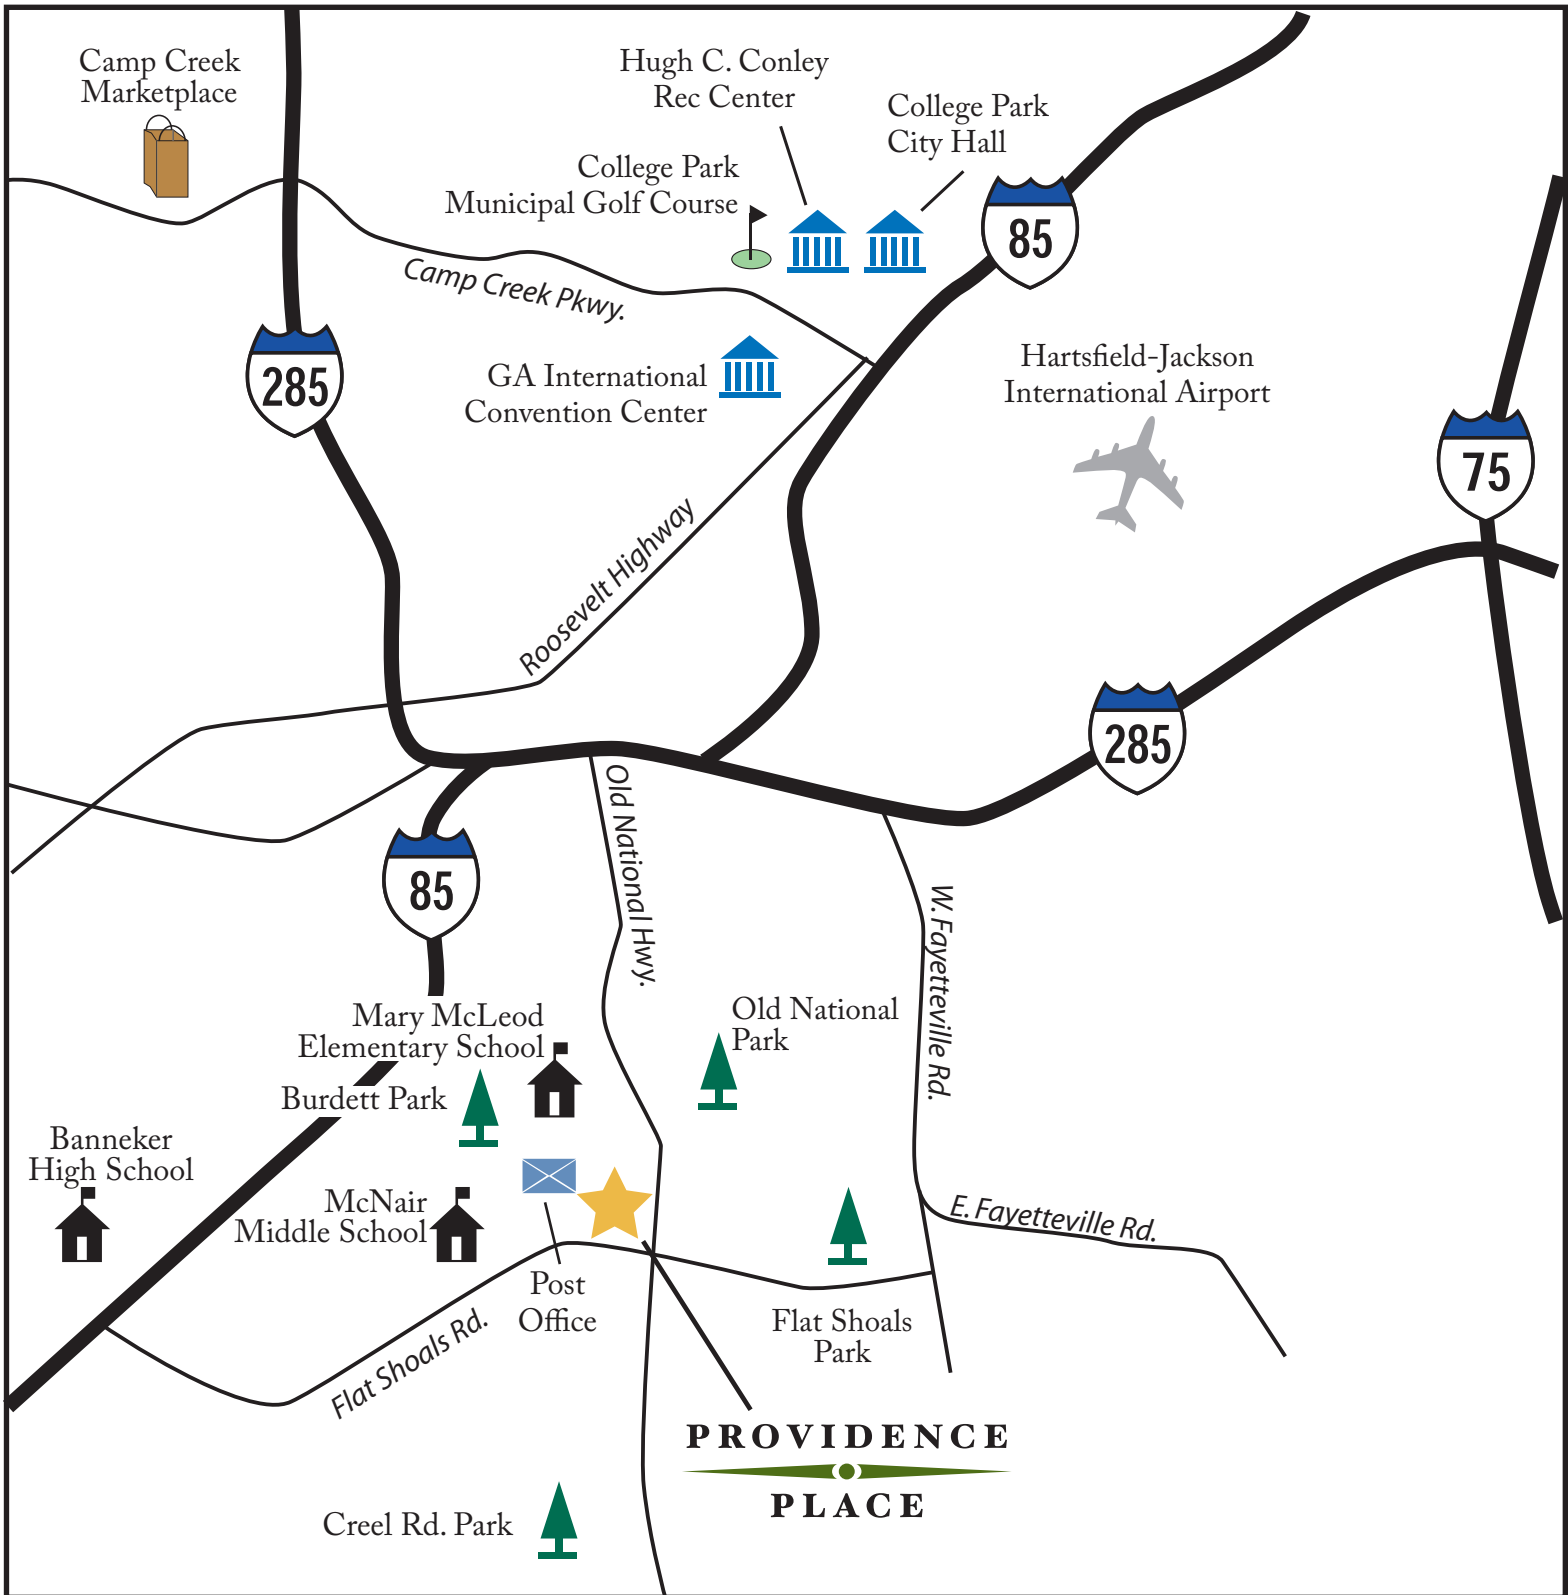 Camp Creek
Marketplace
Hugh C. Conley
Rec Center
College Park
City Hall
College Park
Municipal Golf Course
85
Camp Creek Pkwy.
285
GA International
Convention Center
Hartsfield-Jackson
International Airport
75
Roosevelt Highway
285
Old National Hwy.
85
W. Fayetteville Rd.
Mary McLeod
Elementary School
Old National
Park
Burdett Park
Banneker
High School
McNair
Middle School
E. Fayetteville Rd.
Post
Office
Flat Shoals Rd.
Flat Shoals
Park
PROVIDENCE
PLACE
Creel Rd. Park